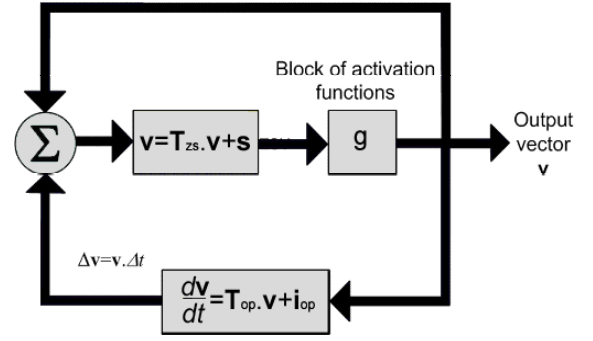 Block of activation
functions
Σ
v=Tzs.v+s
g
Output
vector
v
Δv=v.Δt
dv/dt=Top.v+iop